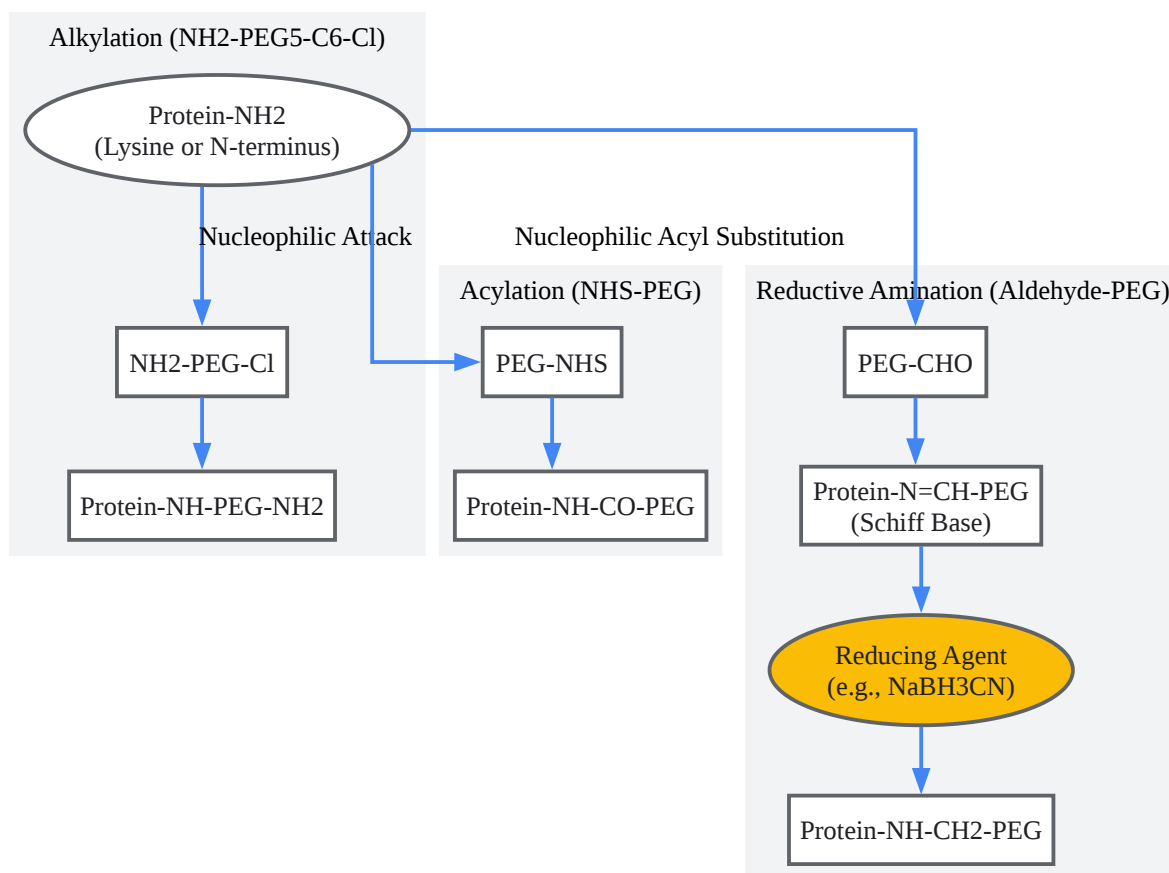 Alkylation (NH2-PEG5-C6-Cl)
Protein-NH2
(Lysine or N-terminus)
Nucleophilic Attack
Nucleophilic Acyl Substitution
Acylation (NHS-PEG)
Reductive Amination (Aldehyde-PEG)
NH2-PEG-Cl
PEG-NHS
PEG-CHO
Protein-NH-PEG-NH2
Protein-NH-CO-PEG
Protein-N=CH-PEG
(Schiff Base)
Reducing Agent
(e.g., NaBH3CN)
Protein-NH-CH2-PEG